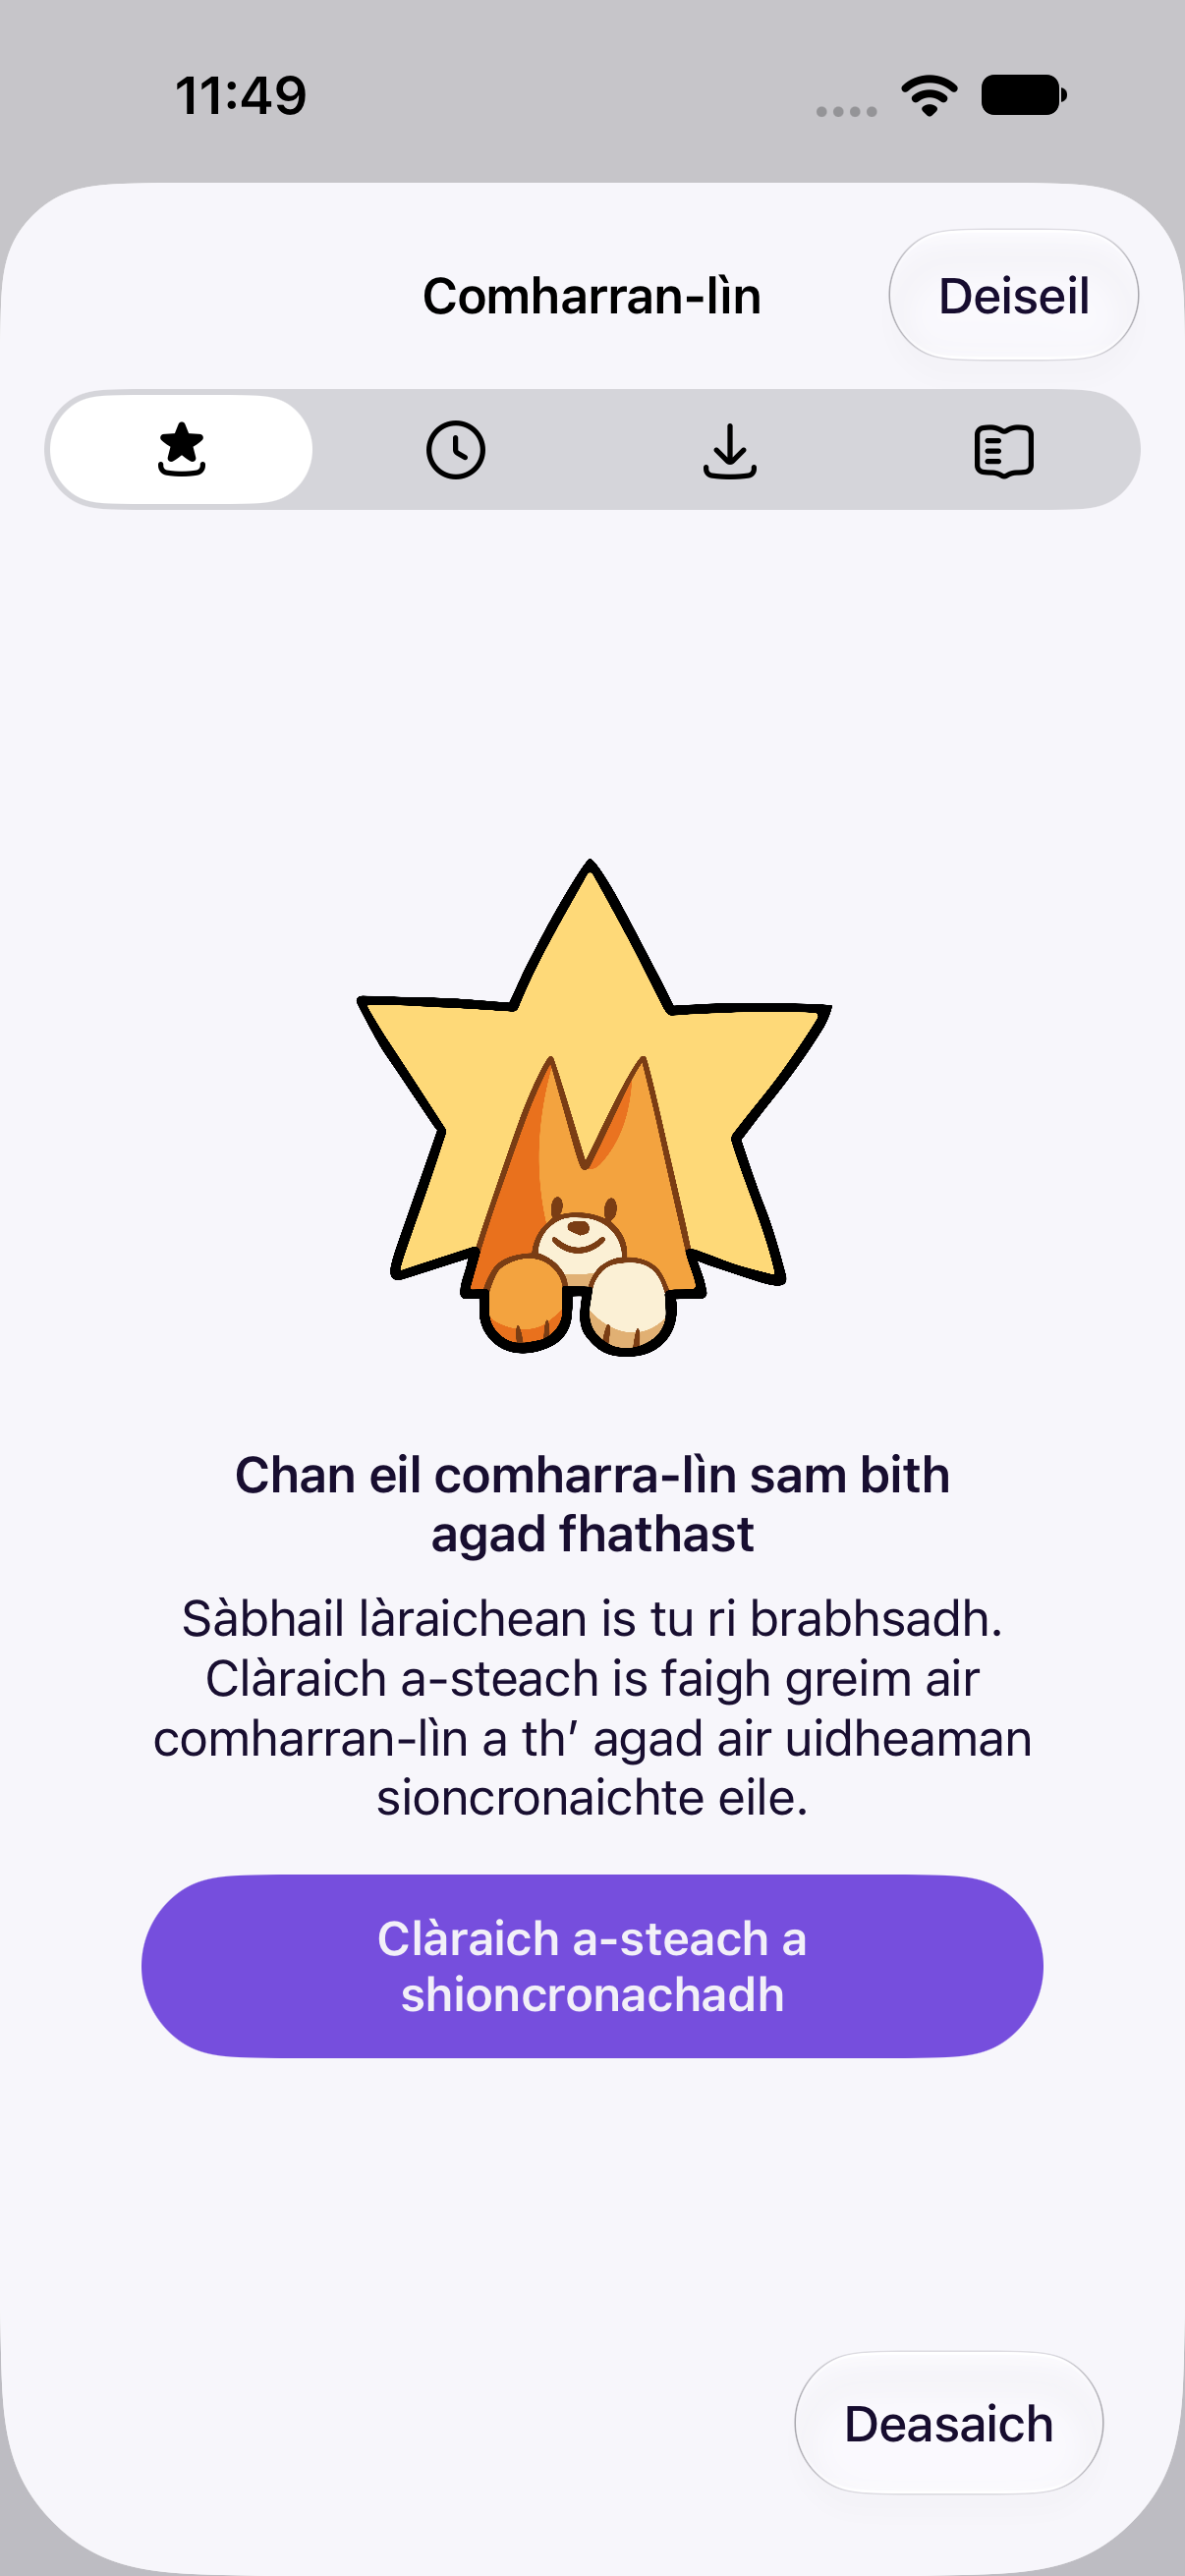 11:49
Comharran-lìn
Deiseil
Chan eil comharra-lìn sam bith
agad fhathast
Sàbhail làraichean is tu ri brabhsadh.
Clàraich a-steach is faigh greim air
comharran-lìn a th’ agad air uidheaman
sioncronaichte eile.
Clàraich a-steach a
shioncronachadh
Deasaich